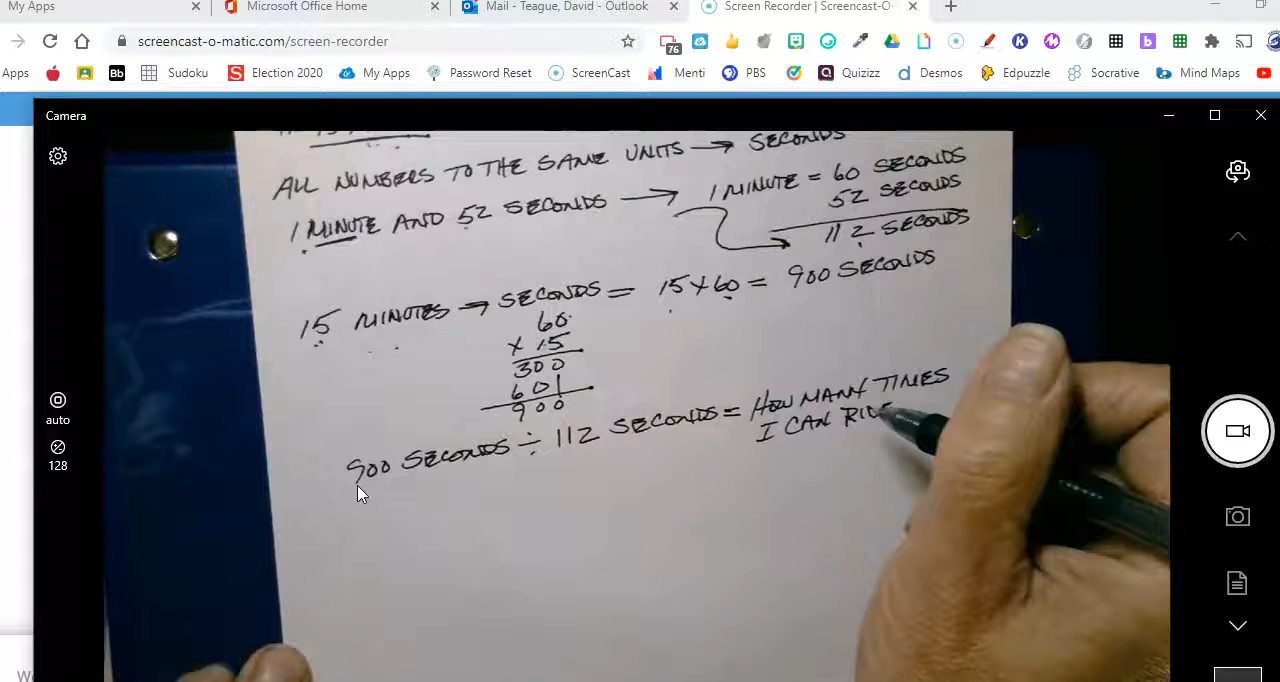 My Apps
Microsoft Office Home
Mail - Teague, David - Outlook
Screen Recorder | Screencast-O-
screencast-o-matic.com/screen-recorder
76
Apps
Bb
Sudoku
Election 2020
My Apps
Password Reset
ScreenCast
Menti
PBS
Quizizz
Desmos
Edpuzzle
Socrative
Mind Maps
Camera
ALL NUMBERS TO THE SAME UNITS → SECONDS
1 MINUTE AND 52 SECONDS → 1 MINUTE = 60 SECONDS
52 SECONDS
112 SECONDS
15 MINUTES → SECONDS = 15 × 60 = 900 SECONDS
60
× 15
300
601
900
900 SECONDS ÷ 112 SECONDS = HOW MANY TIMES
I CAN RID
auto
128